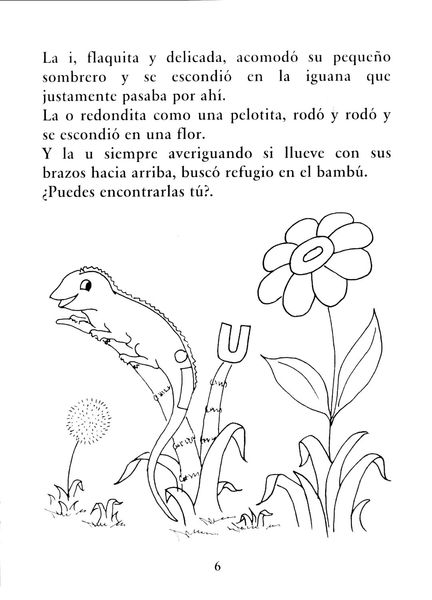 La i, flaquita y delicada, acomodó su pequeño
sombrero y se escondió en la iguana que
justamente pasaba por ahí.
La o redondita como una pelotita, rodó y rodó y
se escondió en una flor.
Y la u siempre averiguando si llueve con sus
brazos hacia arriba, buscó refugio en el bambú.
¿Puedes encontrarlas tú?.
U
6